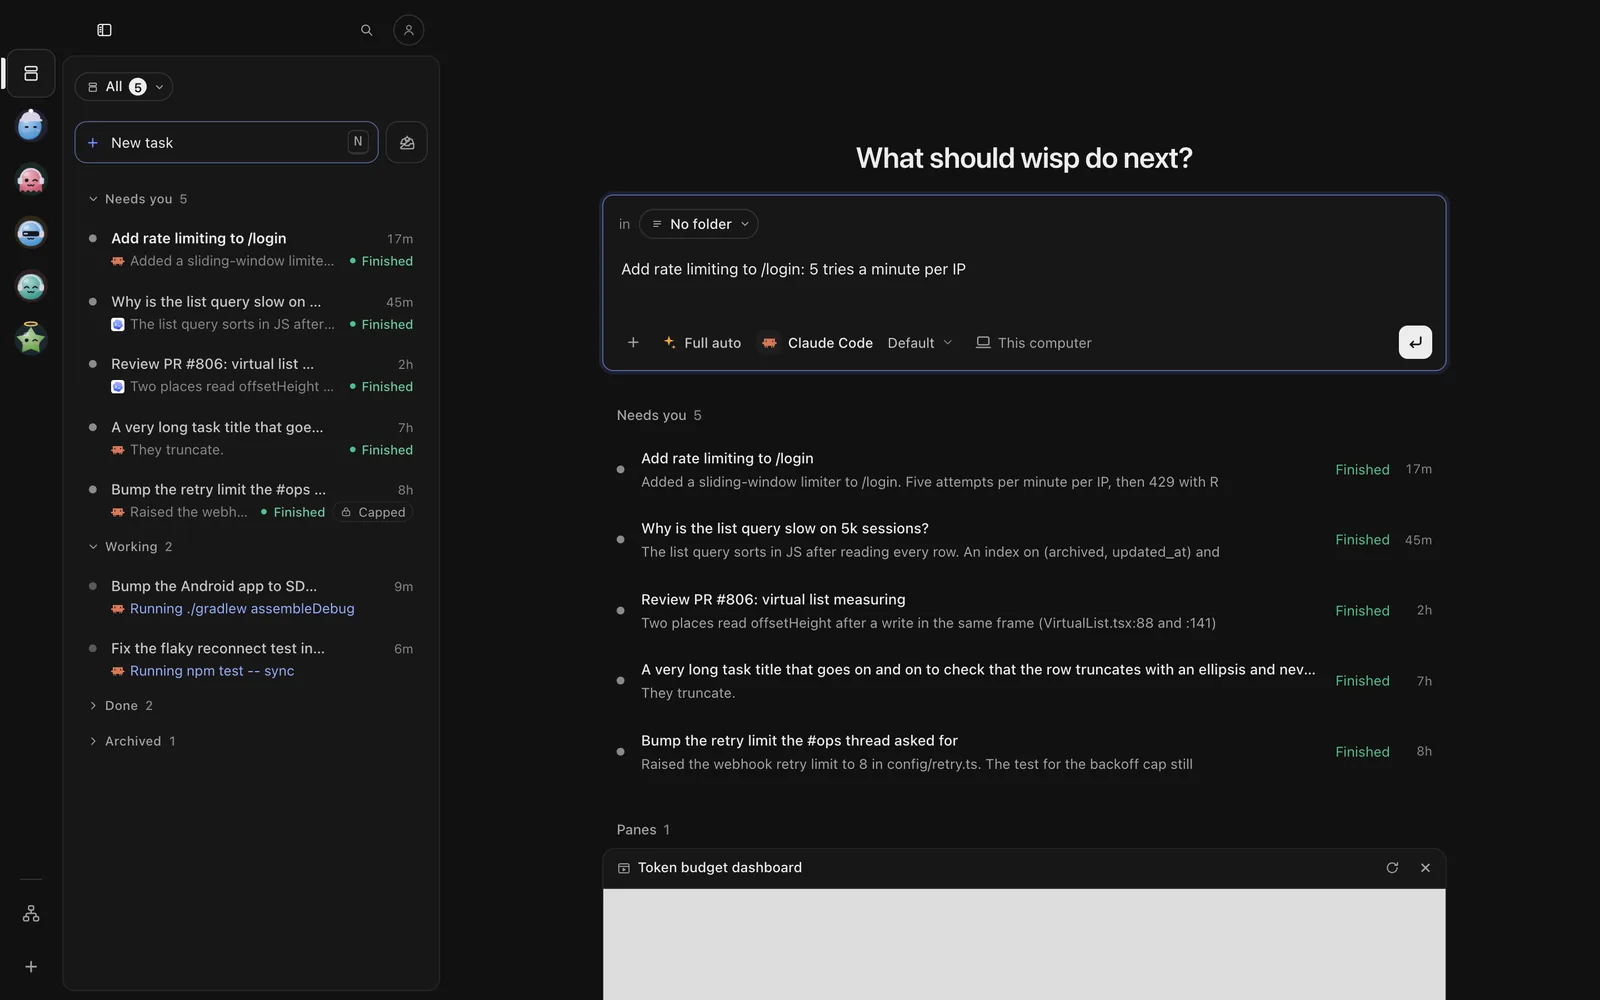 All 5
New task N
Needs you 5
Add rate limiting to /login 17m
Added a sliding-window limite... Finished
Why is the list query slow on ... 45m
The list query sorts in JS after... Finished
Review PR #806: virtual list ... 2h
Two places read offsetHeight ... Finished
A very long task title that goe... 7h
They truncate. Finished
Bump the retry limit the #ops ... 8h
Raised the webh... Finished Capped
Working 2
Bump the Android app to SD... 9m
Running ./gradlew assembleDebug
Fix the flaky reconnect test in... 6m
Running npm test -- sync
Done 2
Archived 1
What should wisp do next?
in No folder
Add rate limiting to /login: 5 tries a minute per IP
Full auto Claude Code Default This computer
Needs you 5
Add rate limiting to /login
Added a sliding-window limiter to /login. Five attempts per minute per IP, then 429 with R
Finished 17m
Why is the list query slow on 5k sessions?
The list query sorts in JS after reading every row. An index on (archived, updated_at) and
Finished 45m
Review PR #806: virtual list measuring
Two places read offsetHeight after a write in the same frame (VirtualList.tsx:88 and :141)
Finished 2h
A very long task title that goes on and on to check that the row truncates with an ellipsis and nev...
They truncate.
Finished 7h
Bump the retry limit the #ops thread asked for
Raised the webhook retry limit to 8 in config/retry.ts. The test for the backoff cap still
Finished 8h
Panes 1
Token budget dashboard